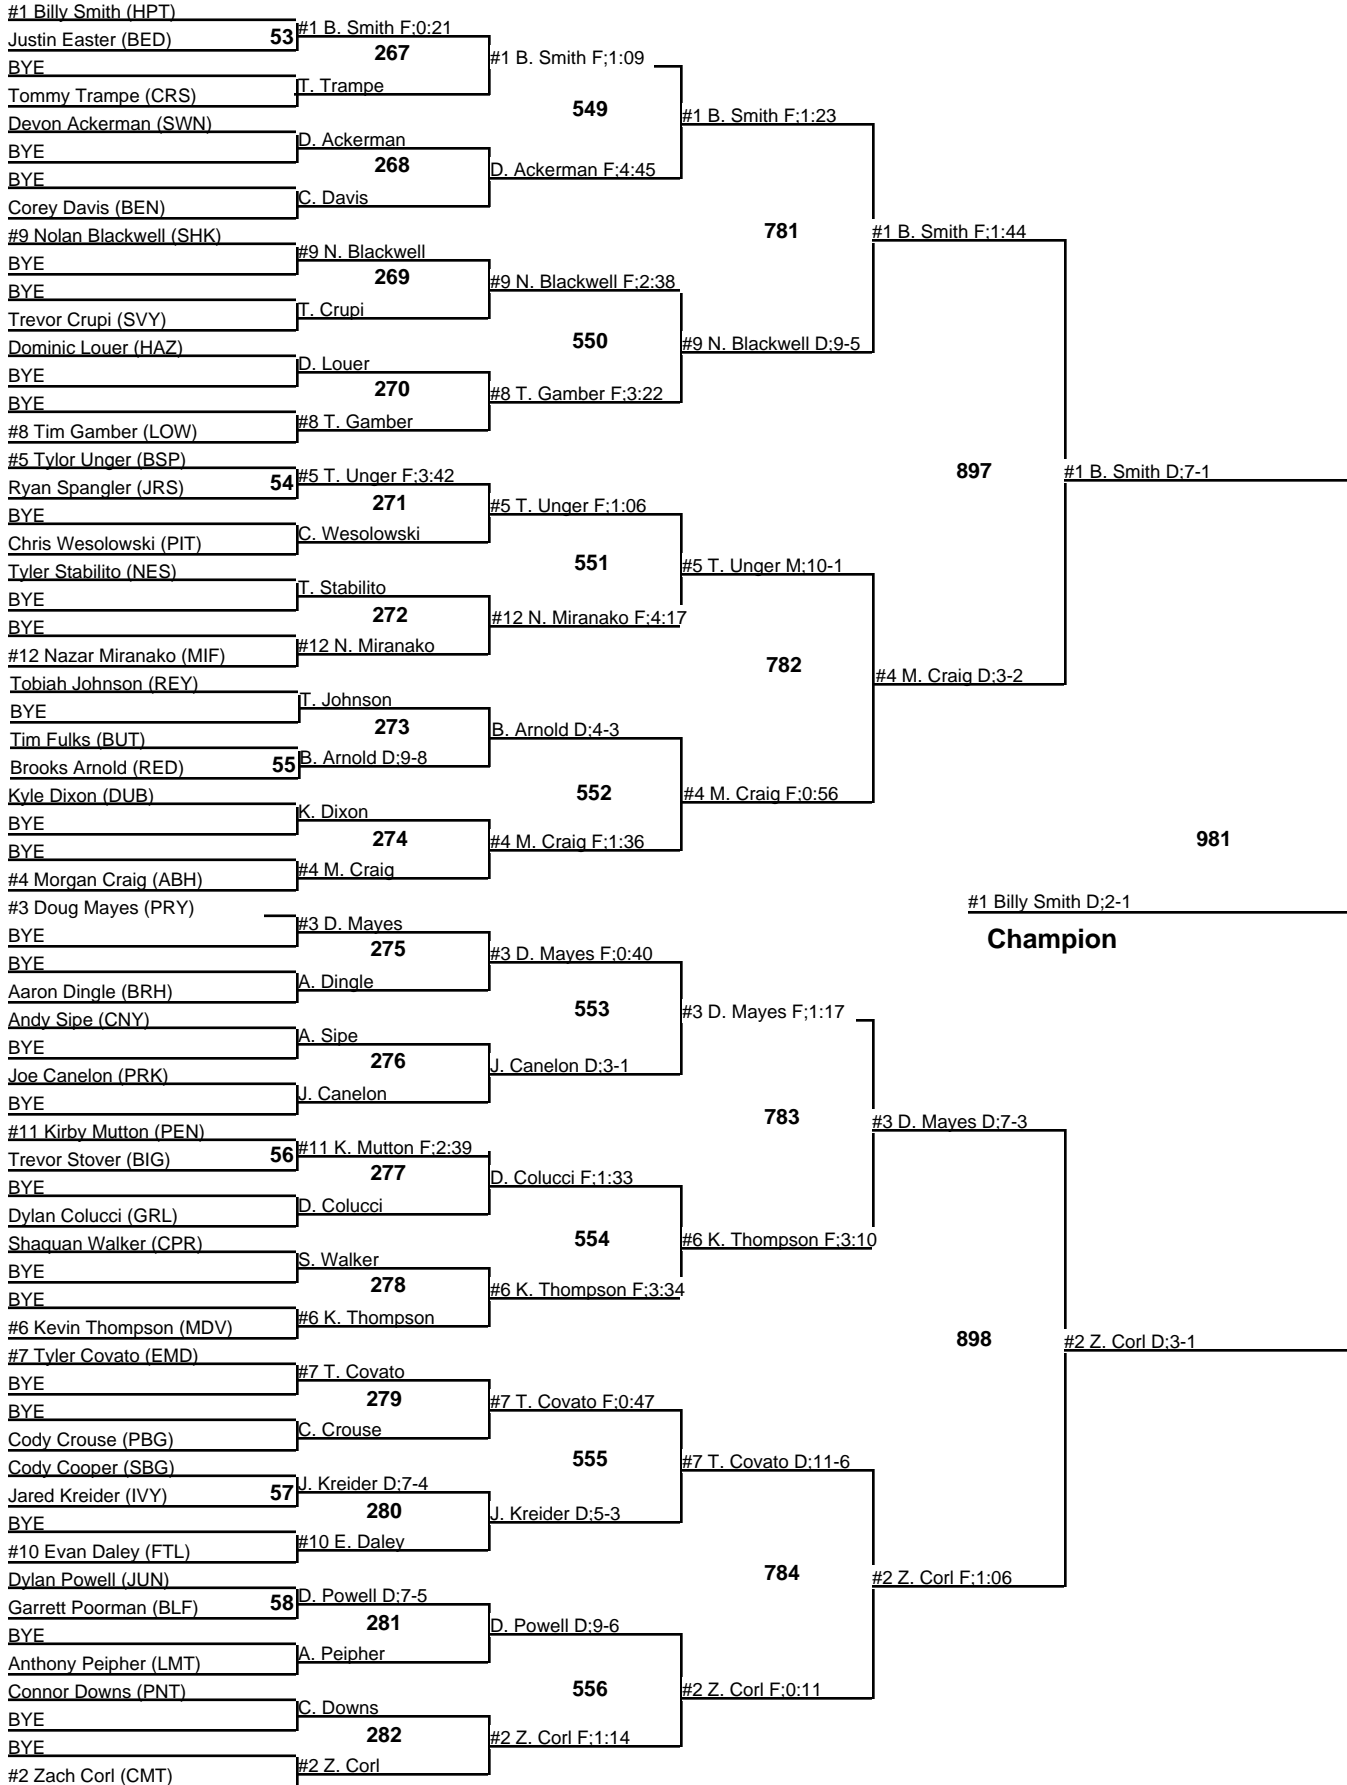 #1 Billy Smith (HPT)
Justin Easter (BED)
BYE
Tommy Trampe (CRS)
Devon Ackerman (SWN)
BYE
BYE
Corey Davis (BEN)
#9 Nolan Blackwell (SHK)
BYE
BYE
Trevor Crupi (SVY)
Dominic Louer (HAZ)
BYE
BYE
#8 Tim Gamber (LOW)
#5 Tylor Unger (BSP)
Ryan Spangler (JRS)
BYE
Chris Wesolowski (PIT)
Tyler Stabilito (NES)
BYE
BYE
#12 Nazar Miranako (MIF)
Tobiah Johnson (REY)
BYE
Tim Fulks (BUT)
Brooks Arnold (RED)
Kyle Dixon (DUB)
BYE
BYE
#4 Morgan Craig (ABH)
#3 Doug Mayes (PRY)
BYE
BYE
Aaron Dingle (BRH)
Andy Sipe (CNY)
BYE
Joe Canelon (PRK)
BYE
#11 Kirby Mutton (PEN)
Trevor Stover (BIG)
BYE
Dylan Colucci (GRL)
Shaquan Walker (CPR)
BYE
BYE
#6 Kevin Thompson (MDV)
#7 Tyler Covato (EMD)
BYE
BYE
Cody Crouse (PBG)
Cody Cooper (SBG)
Jared Kreider (IVY)
BYE
#10 Evan Daley (FTL)
Dylan Powell (JUN)
Garrett Poorman (BLF)
BYE
Anthony Peipher (LMT)
Connor Downs (PNT)
BYE
BYE
#2 Zach Corl (CMT)
53
54
55
56
57
58
#1 B. Smith F;0:21
267
T. Trampe
D. Ackerman
268
C. Davis
#9 N. Blackwell
269
T. Crupi
D. Louer
270
#8 T. Gamber
#5 T. Unger F;3:42
271
C. Wesolowski
T. Stabilito
272
#12 N. Miranako
T. Johnson
273
B. Arnold D;9-8
K. Dixon
274
#4 M. Craig
#3 D. Mayes
275
A. Dingle
A. Sipe
276
J. Canelon
#11 K. Mutton F;2:39
277
D. Colucci
S. Walker
278
#6 K. Thompson
#7 T. Covato
279
C. Crouse
J. Kreider D;7-4
280
#10 E. Daley
D. Powell D;7-5
281
A. Peipher
C. Downs
282
#2 Z. Corl
#1 B. Smith F;1:09
549
D. Ackerman F;4:45
#9 N. Blackwell F;2:38
550
#8 T. Gamber F;3:22
#5 T. Unger F;1:06
551
#12 N. Miranako F;4:17
B. Arnold D;4-3
552
#4 M. Craig F;1:36
#3 D. Mayes F;0:40
553
J. Canelon D;3-1
D. Colucci F;1:33
554
#6 K. Thompson F;3:34
#7 T. Covato F;0:47
555
J. Kreider D;5-3
D. Powell D;9-6
556
#2 Z. Corl F;1:14
#1 B. Smith F;1:23
781
#9 N. Blackwell D;9-5
#5 T. Unger M;10-1
782
#4 M. Craig F;0:56
#3 D. Mayes F;1:17
783
#6 K. Thompson F;3:10
#7 T. Covato D;11-6
784
#2 Z. Corl F;0:11
#1 B. Smith F;1:44
897
#4 M. Craig D;3-2
#3 D. Mayes D;7-3
898
#2 Z. Corl F;1:06
#1 B. Smith D;7-1
981
#2 Z. Corl D;3-1
#1 Billy Smith D;2-1
Champion